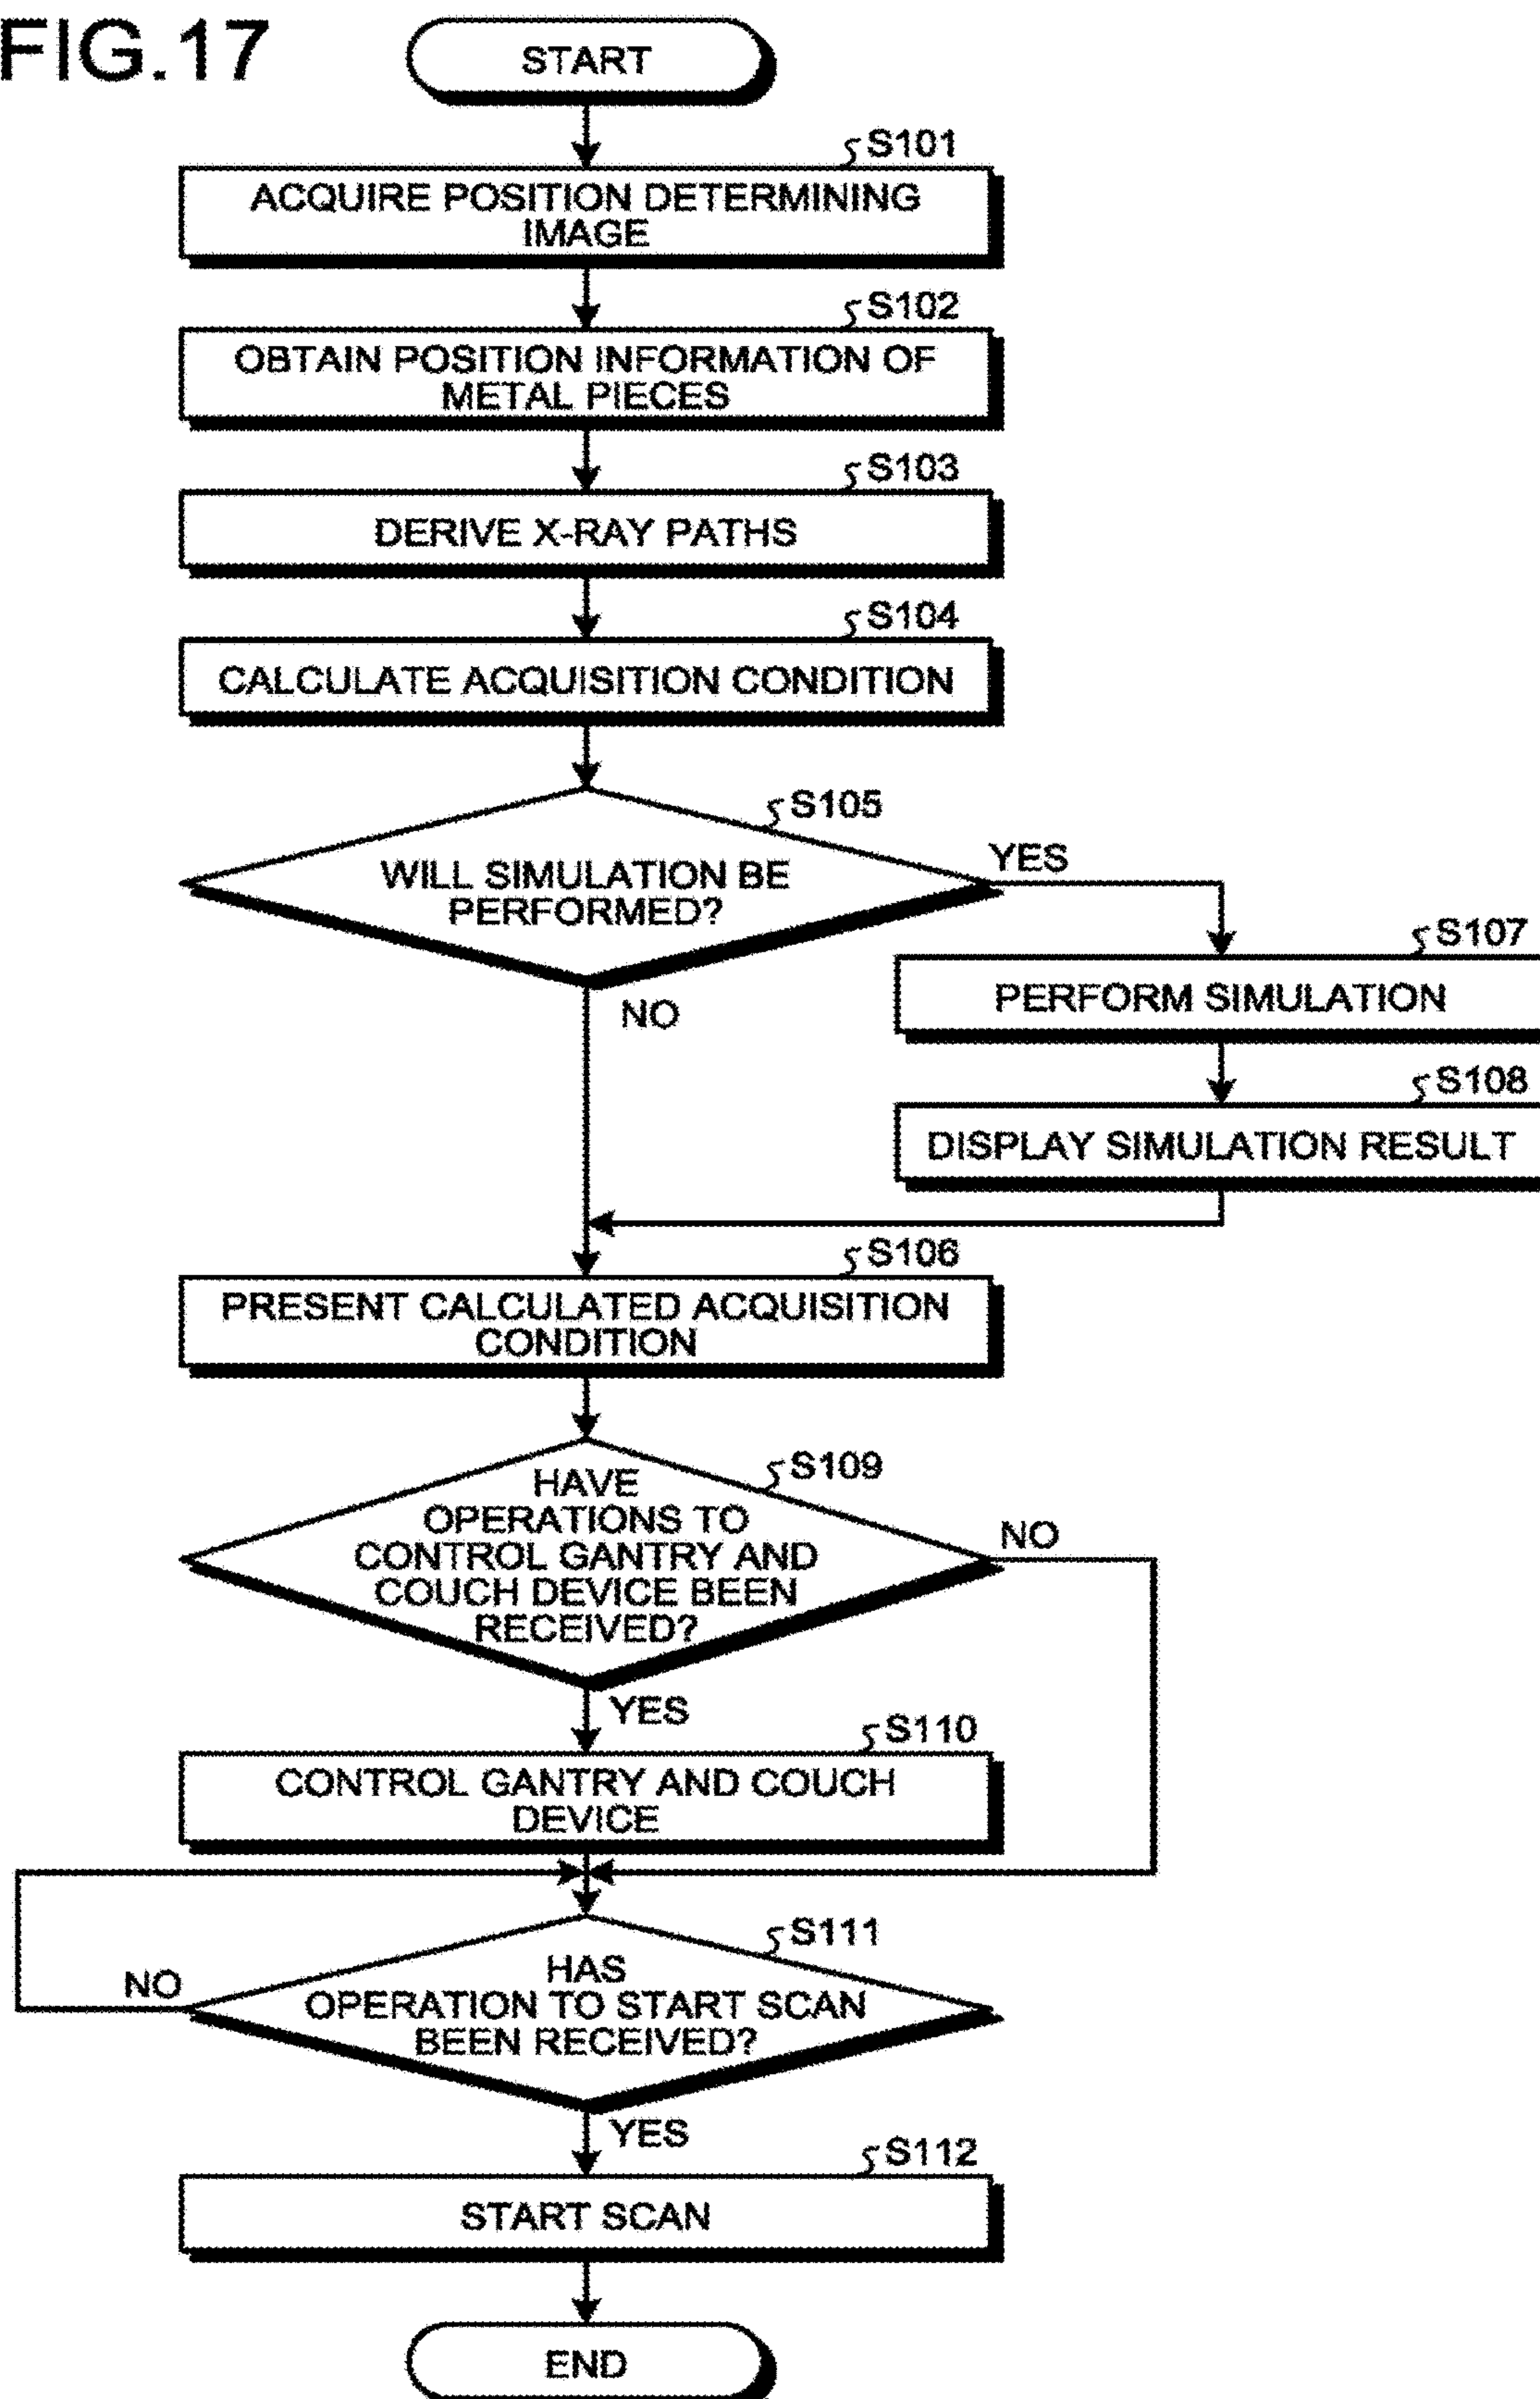 FIG.17
START
S101
ACQUIRE POSITION DETERMINING
IMAGE
S102
OBTAIN POSITION INFORMATION OF
METAL PIECES
S103
DERIVE X-RAY PATHS
S104
CALCULATE ACQUISITION CONDITION
S105
WILL SIMULATION BE
PERFORMED?
YES
NO
S107
PERFORM SIMULATION
S108
DISPLAY SIMULATION RESULT
S106
PRESENT CALCULATED ACQUISITION
CONDITION
S109
HAVE
OPERATIONS TO
CONTROL GANTRY AND
COUCH DEVICE BEEN
RECEIVED?
NO
YES
S110
CONTROL GANTRY AND COUCH
DEVICE
S111
HAS
OPERATION TO START SCAN
BEEN RECEIVED?
NO
YES
S112
START SCAN
END